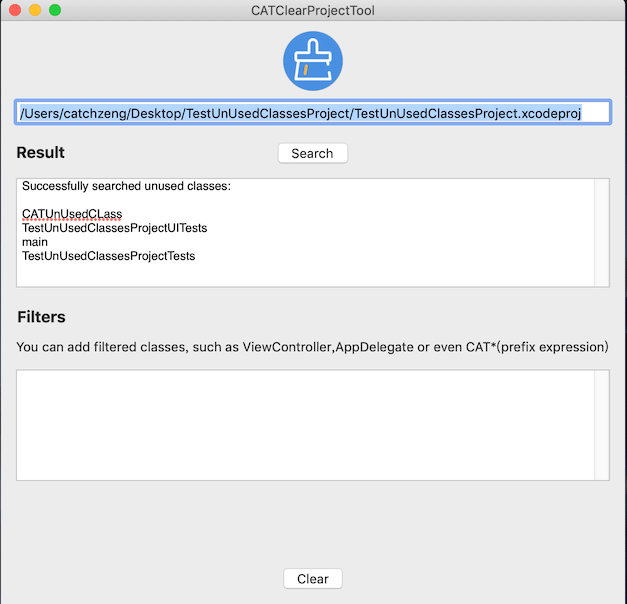 CATClearProjectTool
/Users/catchzeng/Desktop/TestUnUsedClassesProject/TestUnUsedClassesProject.xcodeproj
Result
Search
Successfully searched unused classes:
CATUnUsedCLass
TestUnUsedClassesProjectUITests
main
TestUnUsedClassesProjectTests
Filters
You can add filtered classes, such as ViewController,AppDelegate or even CAT*(prefix expression)
Clear